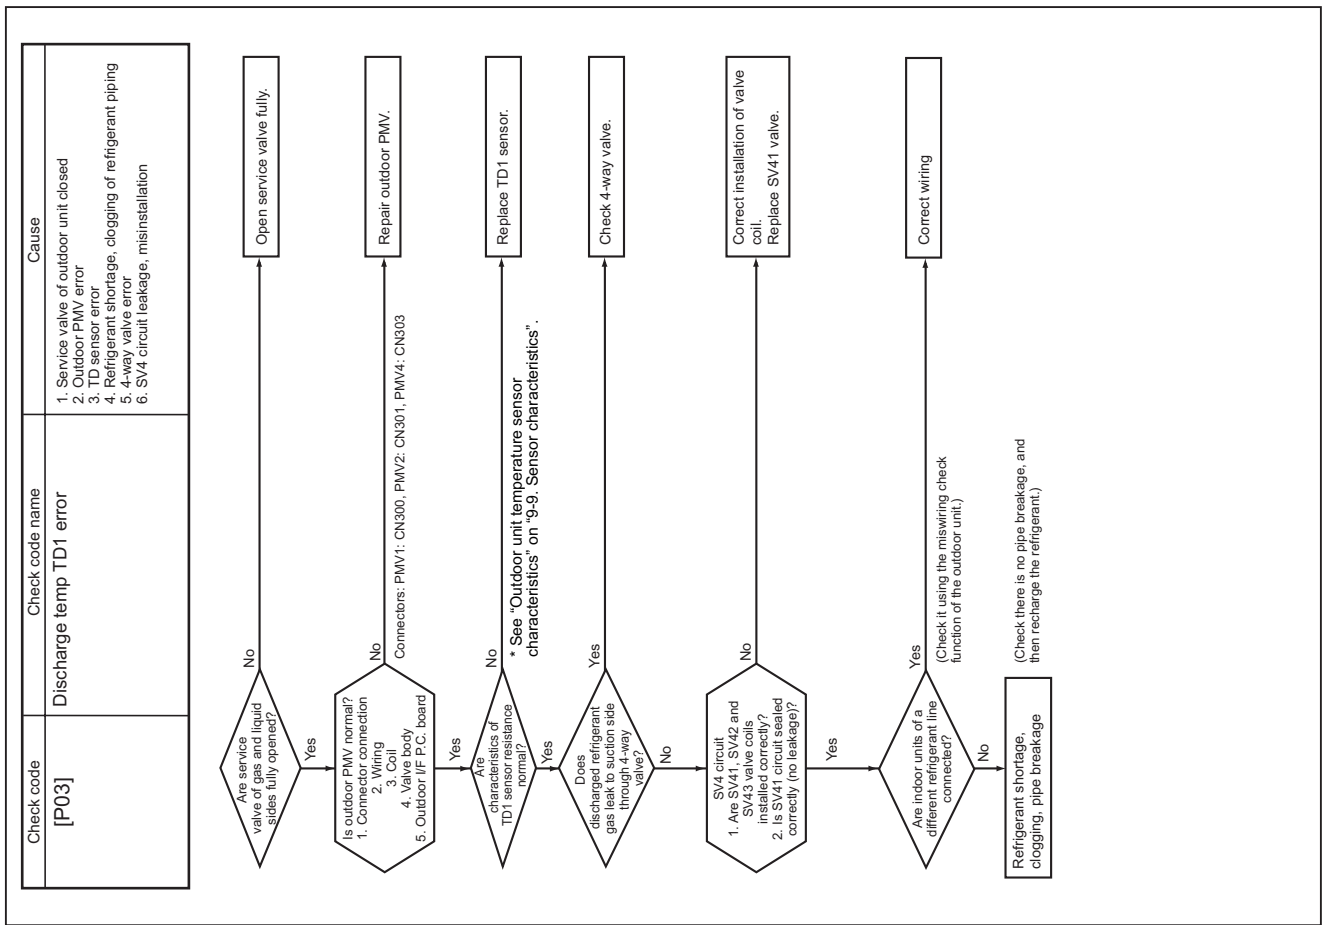 Check code
Check code name
Cause
[P03]
Discharge temp TD1 error
1. Service valve of outdoor unit closed
2. Outdoor PMV error
3. TD sensor error
4. Refrigerant shortage, clogging of refrigerant piping
5. 4-way valve error
6. SV4 circuit leakage, misinstallation
Are service
valve of gas and liquid
sides fully opened?
No
Open service valve fully.
Yes
Is outdoor PMV normal?
1. Connector connection
2. Wiring
3. Coil
4. Valve body
5. Outdoor I/F P.C. board
No
Repair outdoor PMV.
Connectors: PMV1: CN300, PMV2: CN301, PMV4: CN303
Yes
Are
characteristics of
TD1 sensor resistance
normal?
No
Replace TD1 sensor.
* See “Outdoor unit temperature sensor
characteristics” on “9-9. Sensor characteristics”.
Yes
Does
discharged refrigerant
gas leak to suction side
through 4-way
valve?
Yes
Check 4-way valve.
No
SV4 circuit
1. Are SV41, SV42 and
SV43 valve coils
installed correctly?
2. Is SV41 circuit sealed
correctly (no leakage)?
No
Correct installation of valve
coil.
Replace SV41 valve.
Yes
Are indoor units of a
different refrigerant line
connected?
Yes
Correct wiring
(Check it using the miswiring check
function of the outdoor unit.)
No
Refrigerant shortage,
clogging, pipe breakage
(Check there is no pipe breakage, and
then recharge the refrigerant.)